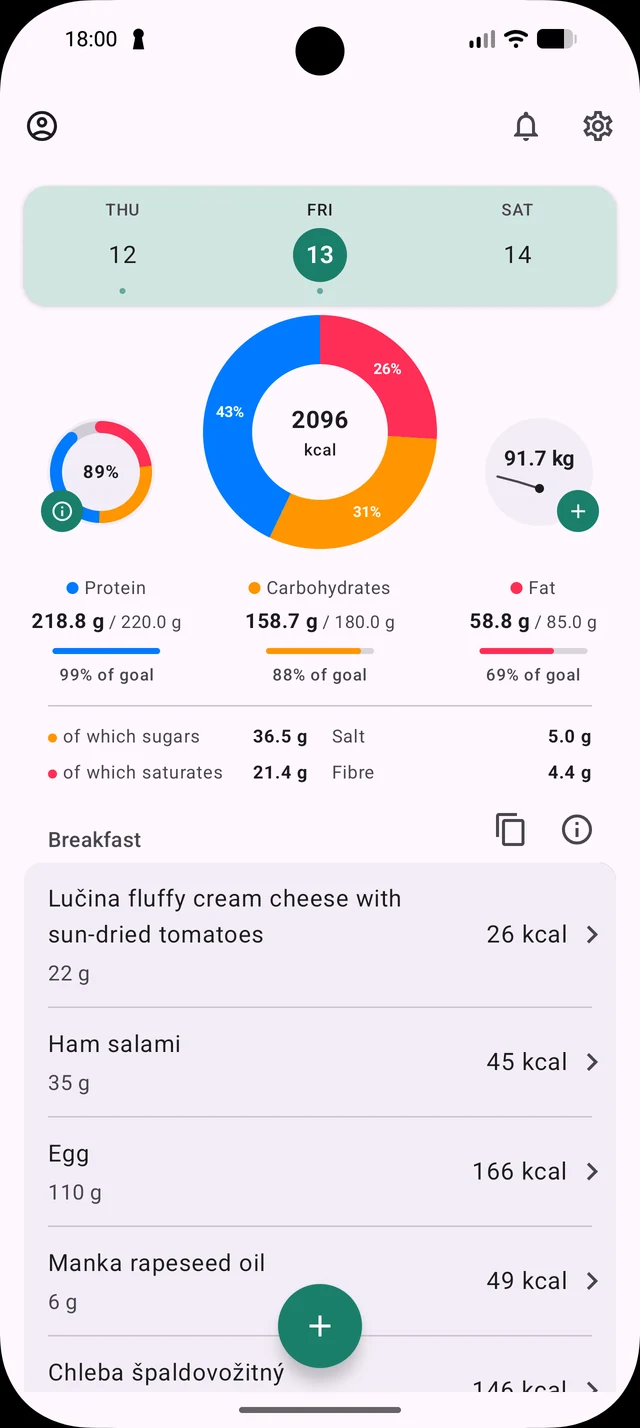 18:00
THU FRI SAT
12 13 14
26%
43%
2096
kcal
31%
89%
91.7 kg
Protein Carbohydrates Fat
218.8 g / 220.0 g 158.7 g / 180.0 g 58.8 g / 85.0 g
99% of goal 88% of goal 69% of goal
of which sugars 36.5 g Salt 5.0 g
of which saturates 21.4 g Fibre 4.4 g
Breakfast
Lučina fluffy cream cheese with
sun-dried tomatoes
26 kcal
22 g
Ham salami
45 kcal
35 g
Egg
166 kcal
110 g
Manka rapeseed oil
49 kcal
6 g
Chleba špaldovožitný
146 kcal